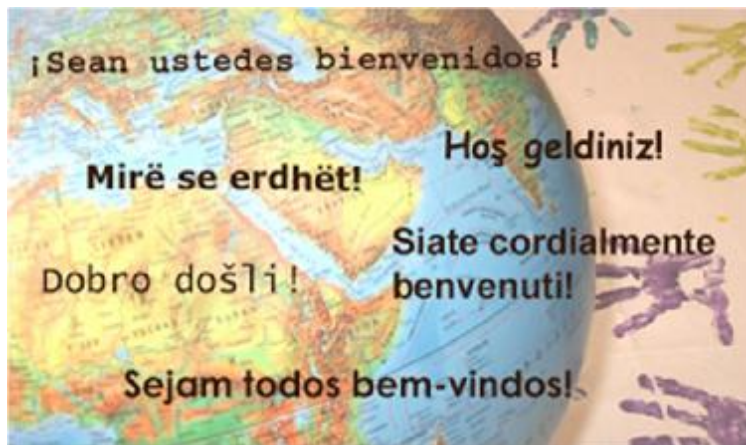 ¡Sean ustedes bienvenidos!
Hoş geldiniz!
Mirë se erdhët!
Siate cordialmente
benvenuti!
Dobro došli!
Sejam todos bem-vindos!